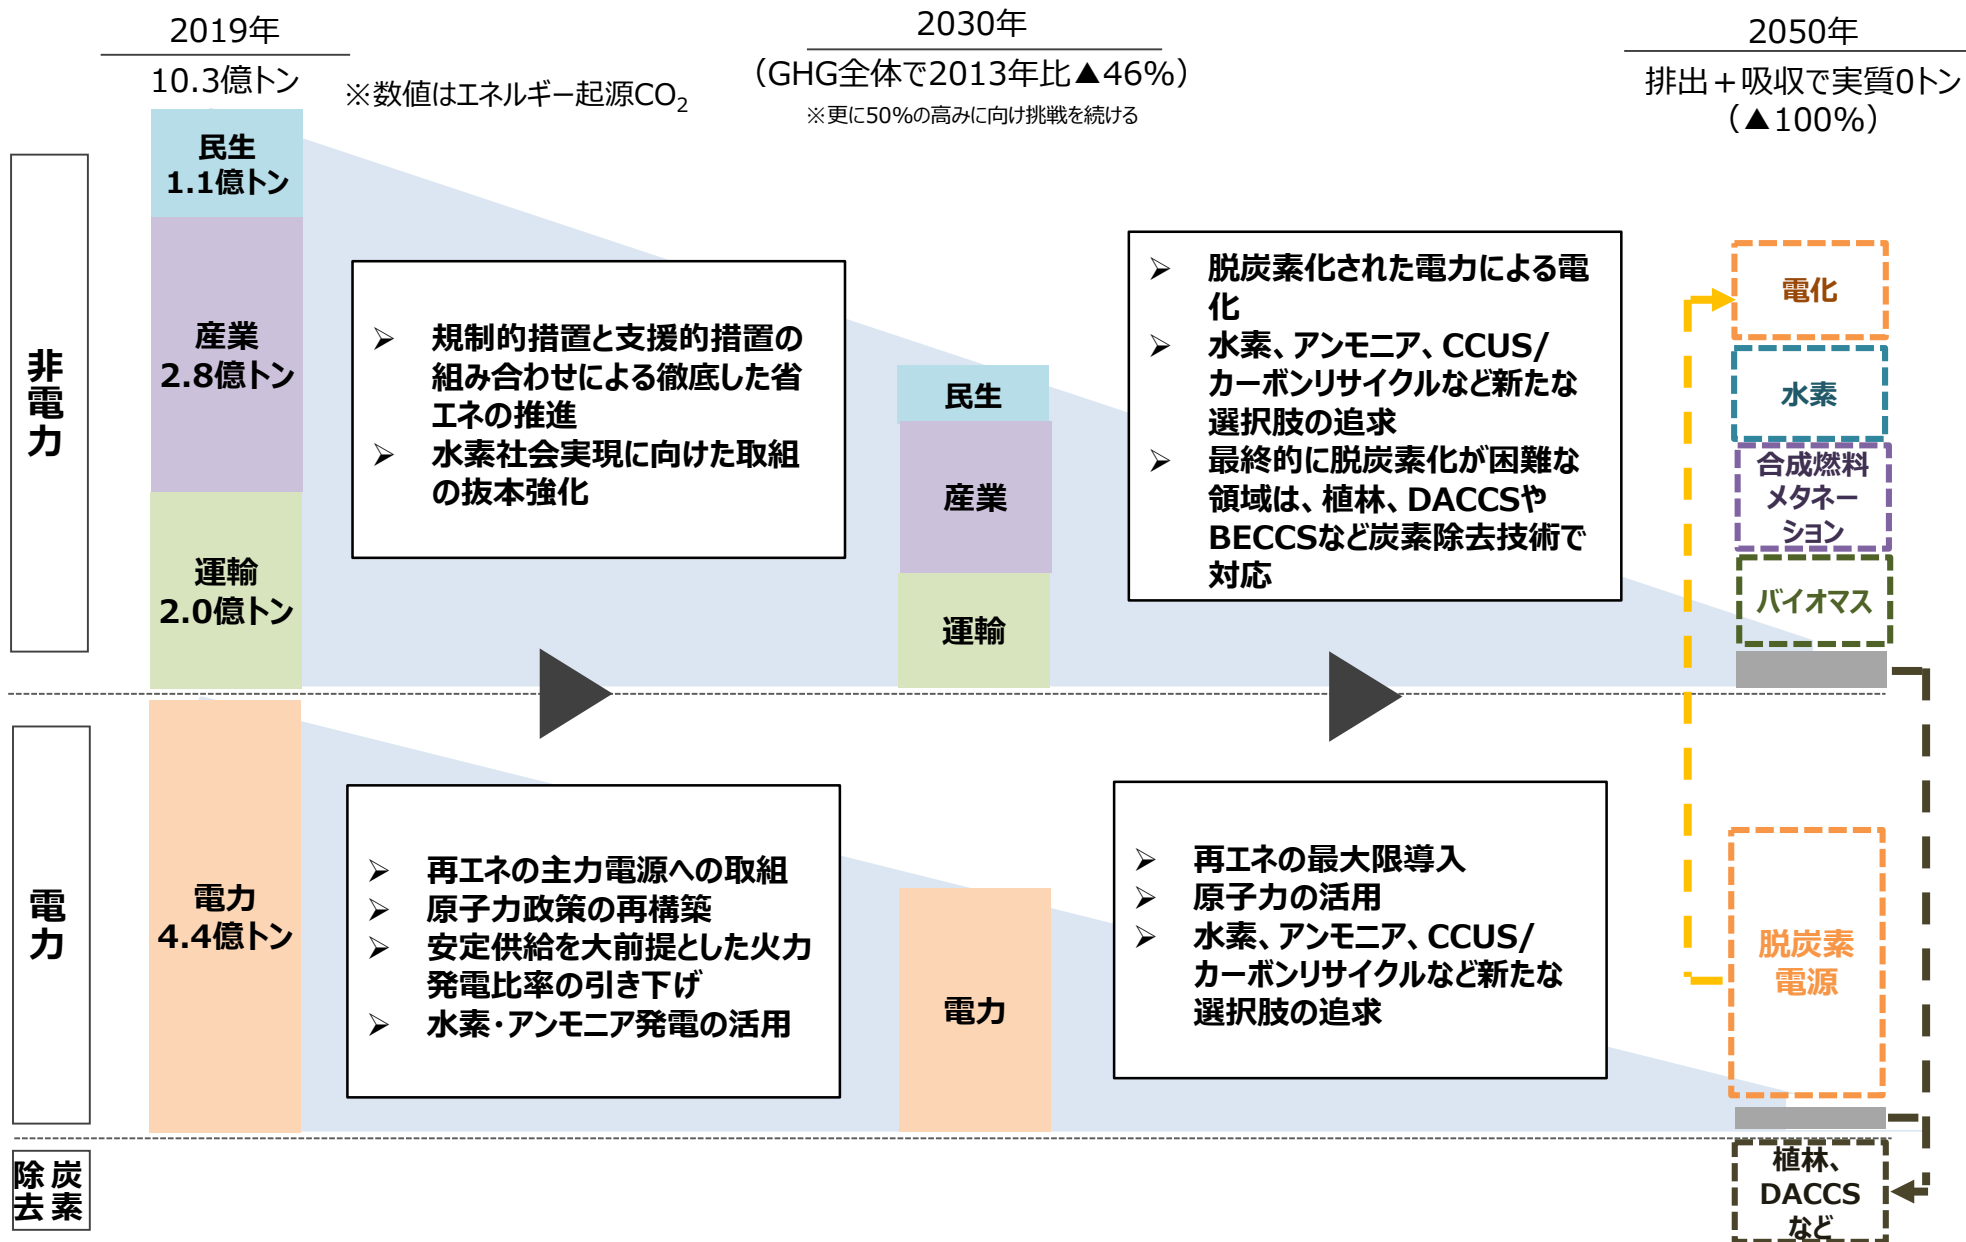 2019年
10.3億トン
※数値はエネルギー起源CO2
2030年
（GHG全体で2013年比▲46%）
※更に50%の高みに向け挑戦を続ける
2050年
排出＋吸収で実質0トン
（▲100%）
非電力
民生
1.1億トン
産業
2.8億トン
運輸
2.0億トン
➢ 規制的措置と支援的措置の
組み合わせによる徹底した省
エネの推進
➢ 水素社会実現に向けた取組
の抜本強化
民生
産業
運輸
➢ 脱炭素化された電力による電
化
➢ 水素、アンモニア、CCUS/
カーボンリサイクルなど新たな
選択肢の追求
➢ 最終的に脱炭素化が困難な
領域は、植林、DACCSや
BECCSなど炭素除去技術で
対応
電化
水素
合成燃料
メタネー
ション
バイオマス
電力
電力
4.4億トン
➢ 再エネの主力電源への取組
➢ 原子力政策の再構築
➢ 安定供給を大前提とした火力
発電比率の引き下げ
➢ 水素・アンモニア発電の活用
電力
➢ 再エネの最大限導入
➢ 原子力の活用
➢ 水素、アンモニア、CCUS/
カーボンリサイクルなど新たな
選択肢の追求
脱炭素
電源
炭素
除去
植林、
DACCS
など